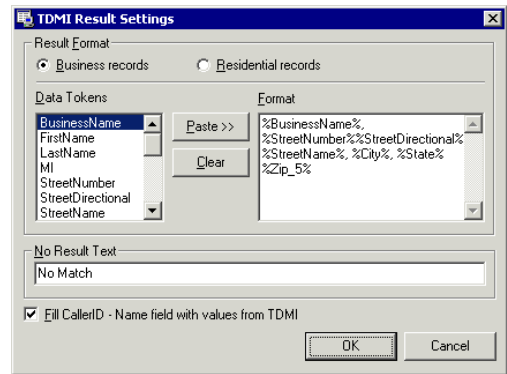 TDMI Result Settings
Result Format
Business records
Residential records
Data Tokens
Format
BusinessName
FirstName
LastName
MI
StreetNumber
StreetDirectional
StreetName
Paste >>
Clear
%BusinessName%,
%StreetNumber%%StreetDirectional%
%StreetName%, %City%, %State%
%Zip_5%
No Result Text
No Match
Fill CallerID - Name field with values from TDMI
OK
Cancel